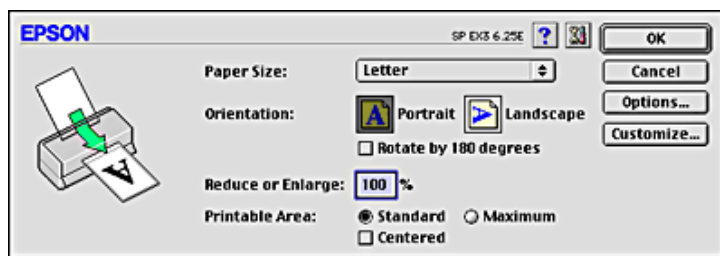 EPSON
SP EX3 6.25E ?
OK
Paper Size: Letter
Cancel
Orientation: A Portrait A Landscape
Options...
Rotate by 180 degrees
Customize...
Reduce or Enlarge: 100 %
Printable Area: Standard Maximum
Centered
A